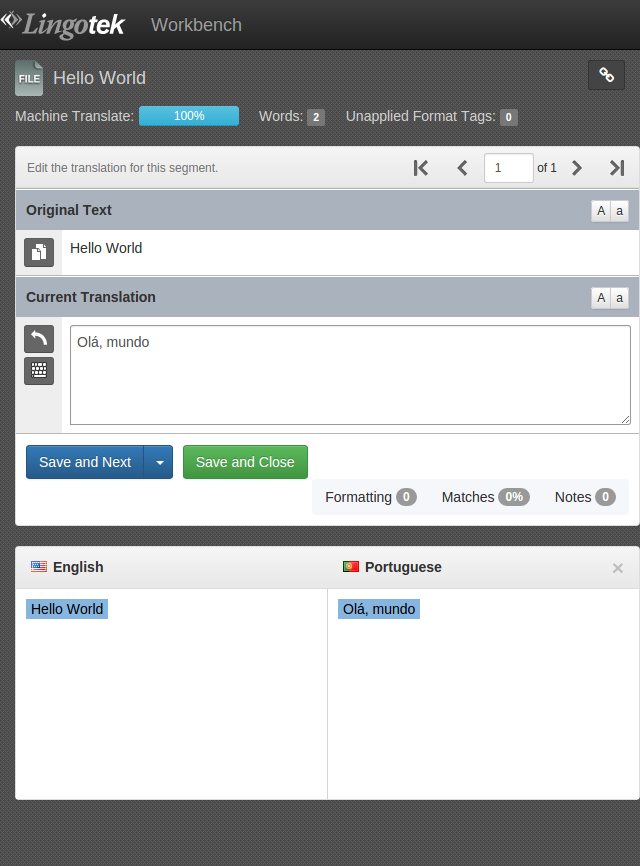 Lingotek Workbench
FILE Hello World
Machine Translate: 100% Words: 2 Unapplied Format Tags: 0
Edit the translation for this segment. 1 of 1
Original Text A a
Hello World
Current Translation A a
Olá, mundo
Save and Next Save and Close
Formatting 0 Matches 0% Notes 0
English Portuguese ×
Hello World Olá, mundo